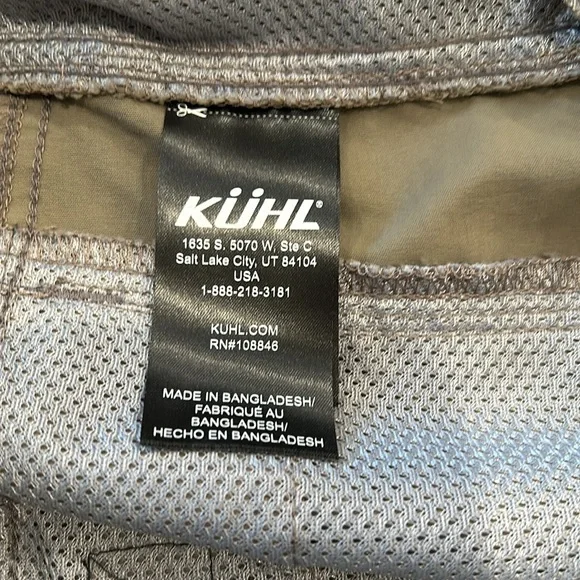 KÜHL®
1635 S. 5070 W, Ste C
Salt Lake City, UT 84104
USA
1-888-218-3181
KUHL.COM
RN#108846
MADE IN BANGLADESH/
FABRIQUÉ AU
BANGLADESH/
HECHO EN BANGLADESH